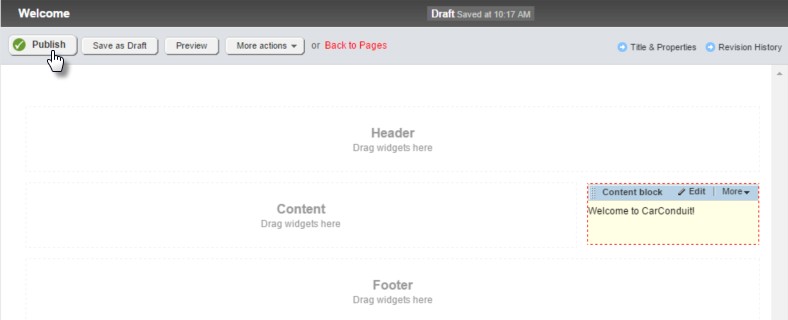 Welcome
Draft Saved at 10:17 AM
Publish Save as Draft Preview More actions or Back to Pages
Title & Properties Revision History
Header
Drag widgets here
Content block Edit More
Welcome to CarConduit!
Content
Drag widgets here
Footer
Drag widgets here